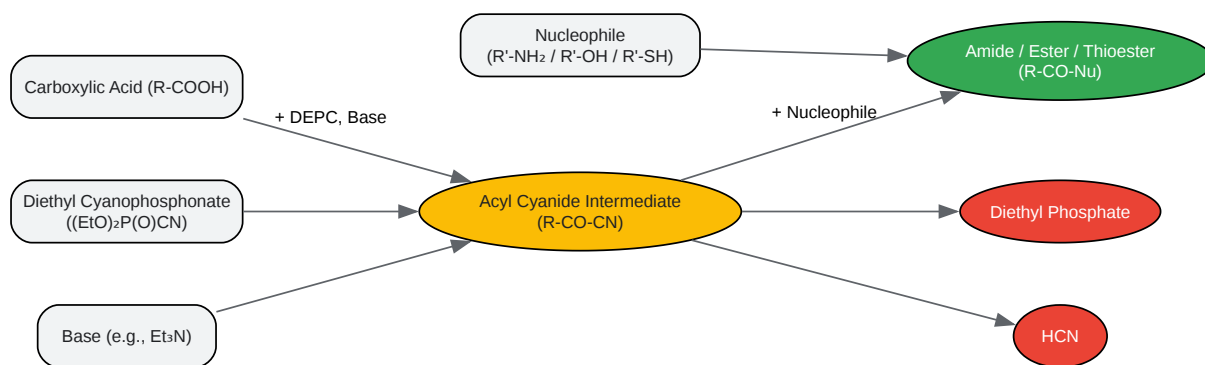 Nucleophile
(R'-NH₂ / R'-OH / R'-SH)
Amide / Ester / Thioester
(R-CO-Nu)
Carboxylic Acid (R-COOH)
+ DEPC, Base
+ Nucleophile
Diethyl Cyanophosphonate
((EtO)₂P(O)CN)
Acyl Cyanide Intermediate
(R-CO-CN)
Diethyl Phosphate
Base (e.g., Et₃N)
HCN